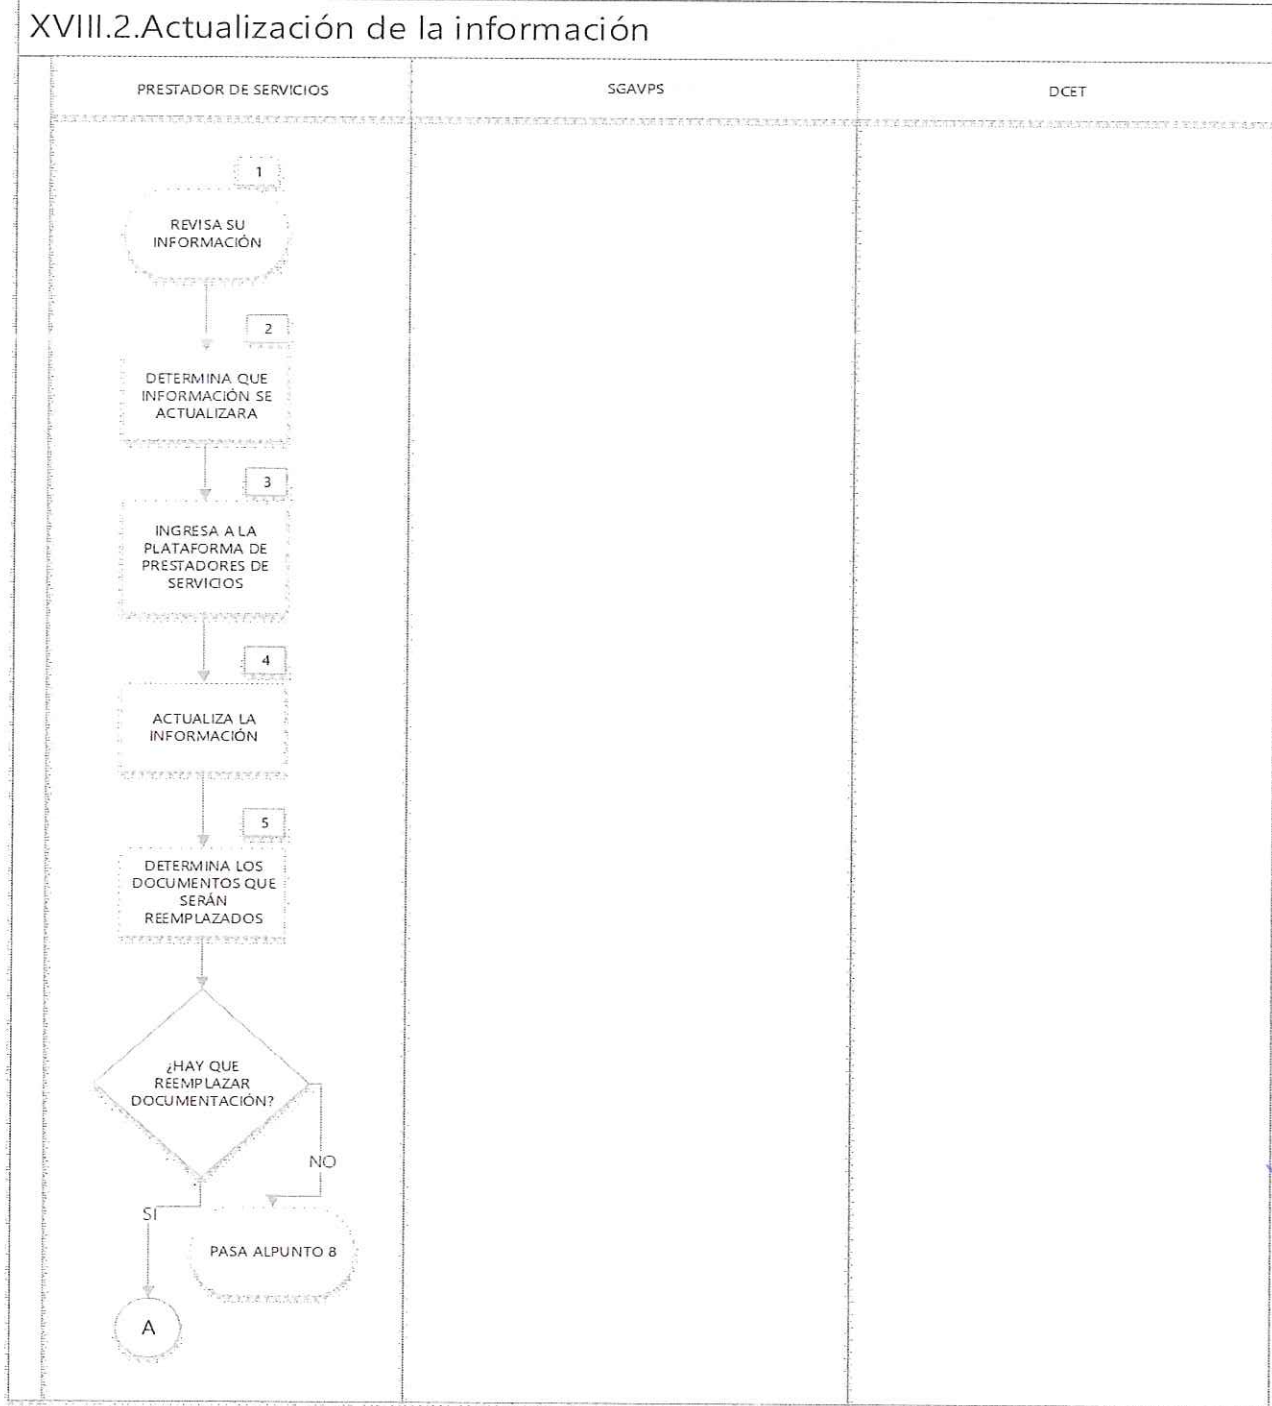 XVIII.2.Actualización de la información
PRESTADOR DE SERVICIOS
SGAVPS
DCET
1
REVISA SU
INFORMACIÓN
2
DETERMINA QUE
INFORMACIÓN SE
ACTUALIZARA
3
INGRESA A LA
PLATAFORMA DE
PRESTADORES DE
SERVICIOS
4
ACTUALIZA LA
INFORMACIÓN
5
DETERMINA LOS
DOCUMENTOS QUE
SERÁN
REEMPLAZADOS
¿HAY QUE
REEMPLAZAR
DOCUMENTACIÓN?
NO
SI
PASA ALPUNTO 8
A